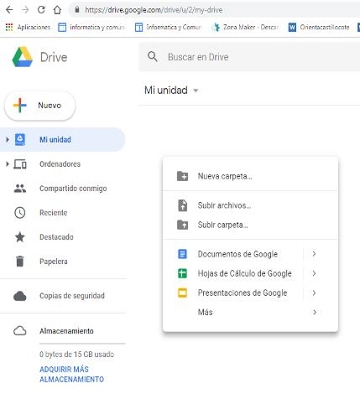 https://drive.google.com/drive/u/2/my-drive
Aplicaciones
informatica y comun
Informatica y Comun
Zona Maker - Descar
Orientacastillocote
Drive
Buscar en Drive
Nuevo
Mi unidad
Mi unidad
Ordenadores
Compartido conmigo
Reciente
Destacado
Papelera
Copias de seguridad
Almacenamiento
0 bytes de 15 GB usado
ADQUIRIR MÁS
ALMACENAMIENTO
Nueva carpeta...
Subir archivos...
Subir carpeta...
Documentos de Google
Hojas de Cálculo de Google
Presentaciones de Google
Más